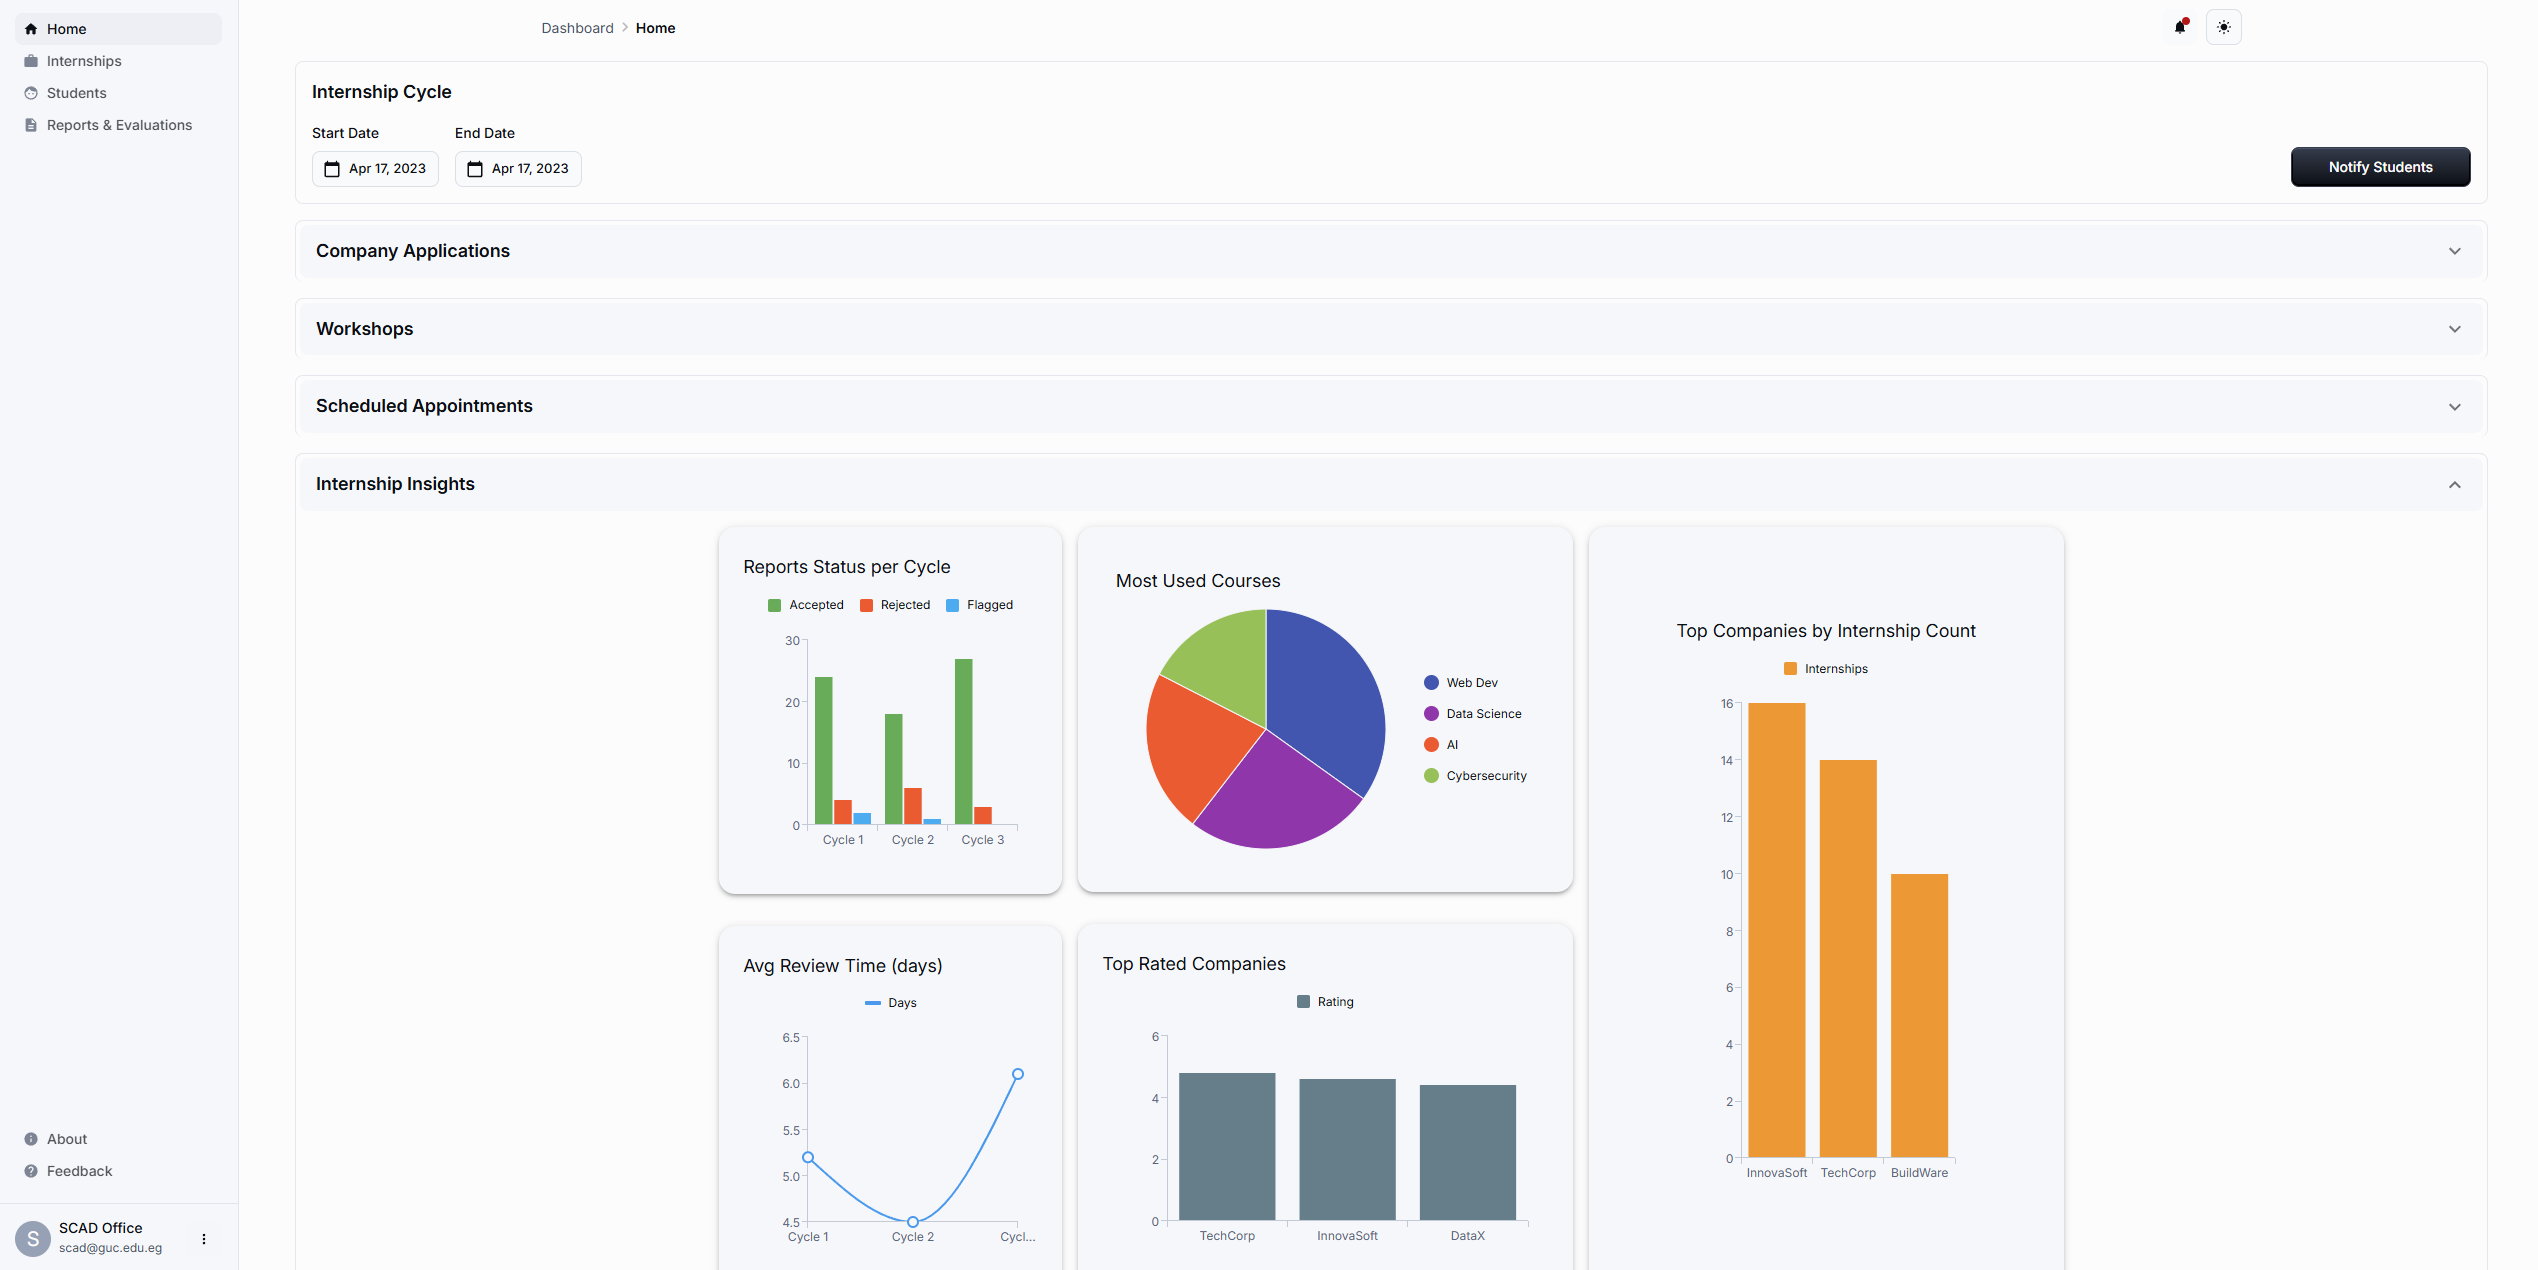 Home
Internships
Students
Reports & Evaluations
About
Feedback
S
SCAD Office
scad@guc.edu.eg
Dashboard Home
Internship Cycle
Start Date End Date
Apr 17, 2023 Apr 17, 2023
Notify Students
Company Applications
Workshops
Scheduled Appointments
Internship Insights
Reports Status per Cycle
Accepted Rejected Flagged
30
20
10
0
Cycle 1 Cycle 2 Cycle 3
Most Used Courses
Web Dev
Data Science
AI
Cybersecurity
Top Companies by Internship Count
Internships
16
14
12
10
8
6
4
2
0
InnovaSoft TechCorp BuildWare
Avg Review Time (days)
Days
6.5
6.0
5.5
5.0
4.5
Cycle 1 Cycle 2 Cycl...
Top Rated Companies
Rating
6
4
2
0
TechCorp InnovaSoft DataX